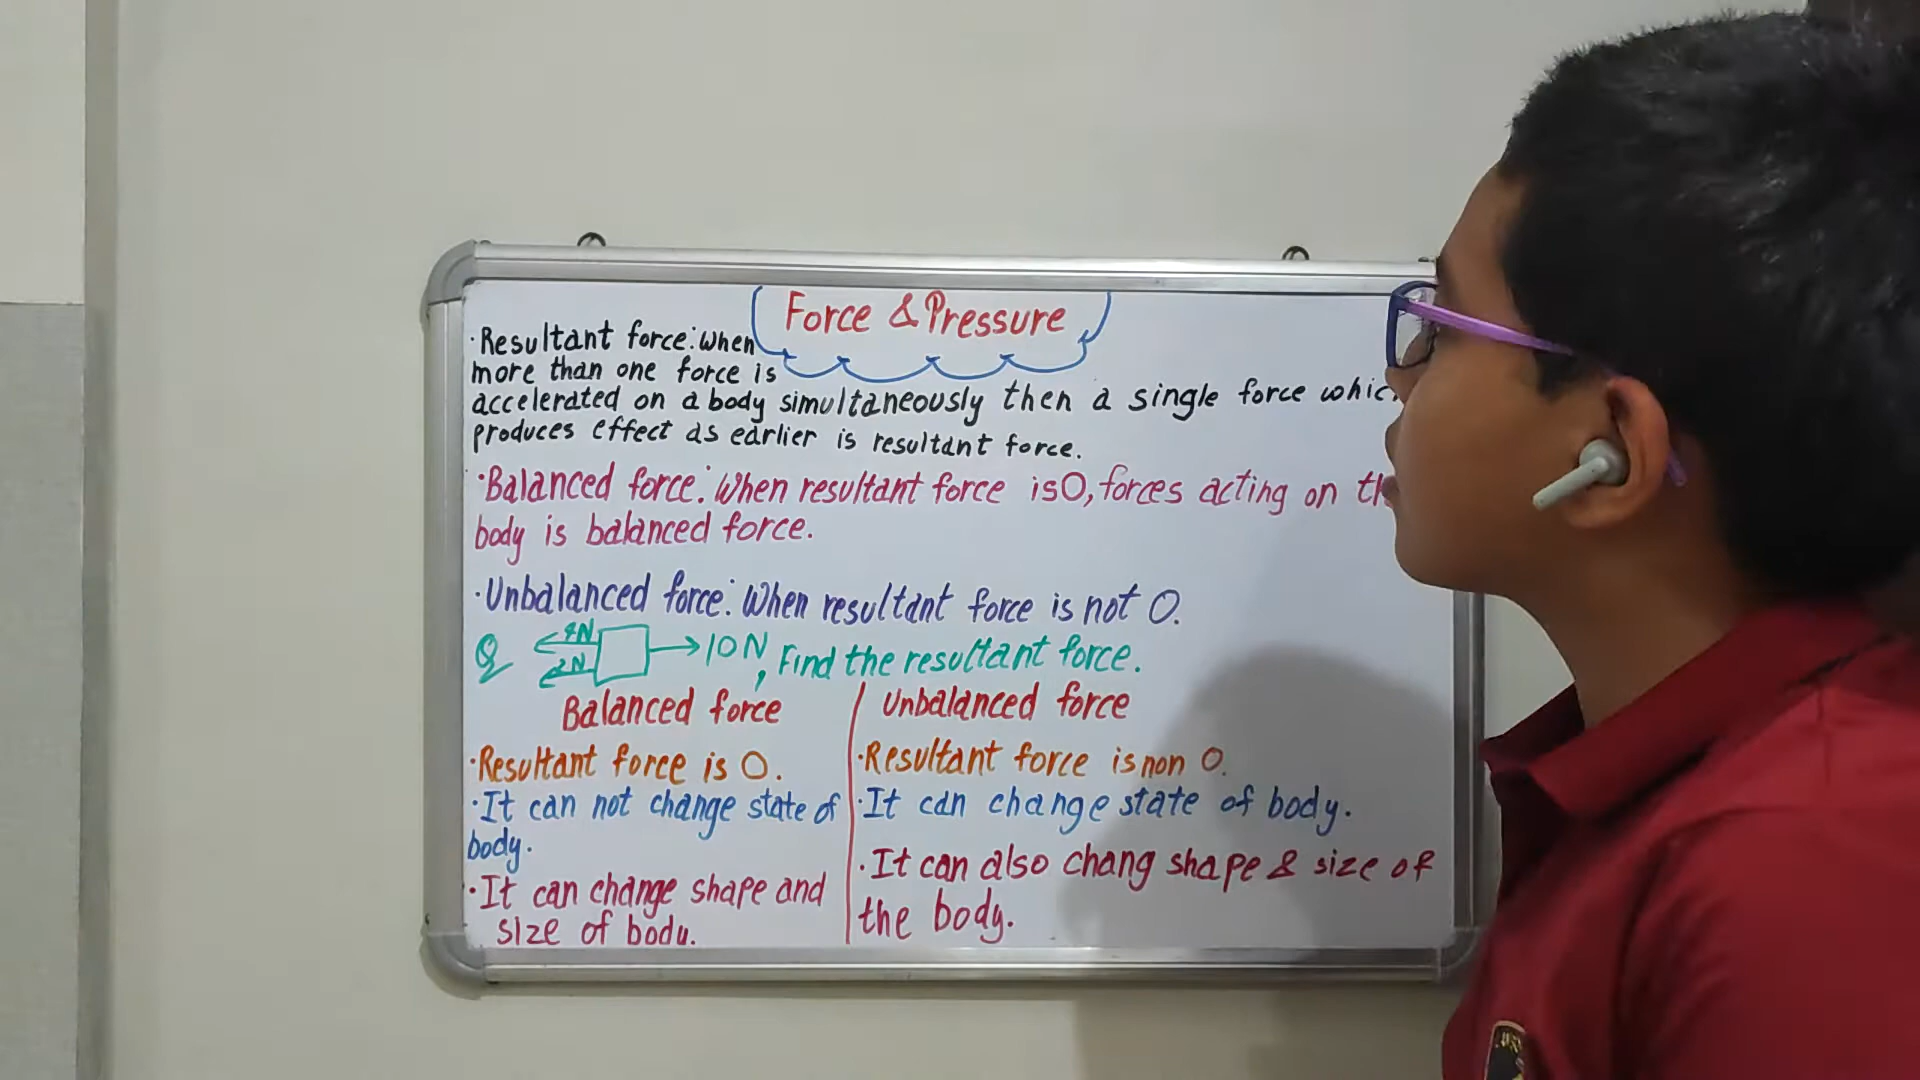 Force & Pressure
·Resultant force: When
more than one force is
accelerated on a body simultaneously then a single force whic
produces effect as earlier is resultant force.
·Balanced force: When resultant force is 0, forces acting on th
body is balanced force.
·Unbalanced force: When resultant force is not 0.
Q 4N 2N 10N, Find the resultant force.
Balanced force
·Resultant force is 0.
·It can not change state of
body.
·It can change shape and
size of body.
Unbalanced force
·Resultant force is non 0.
·It can change state of body.
·It can also chang shape & size of
the body.